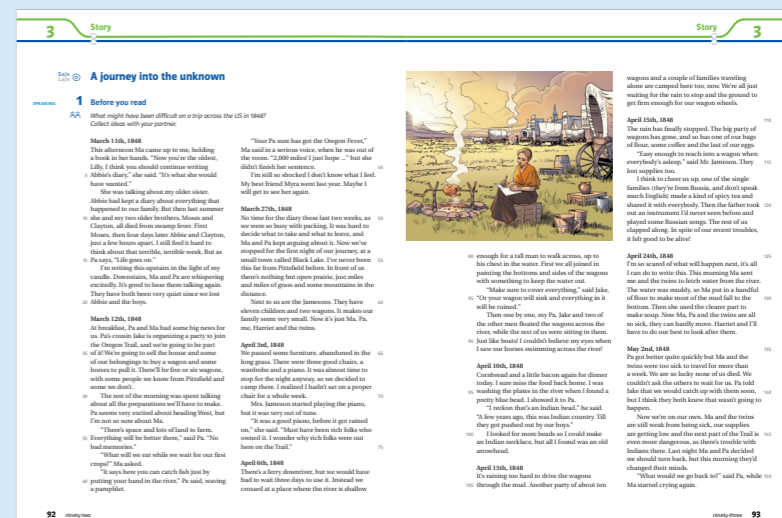 3
Story
Story
3
A journey into the unknown
SPEAKING
1
Before you read
What might have been difficult on a trip across the US in 1848?
Collect ideas with your partner.
March 11th, 1848
This afternoon Ma came up to me, holding
a book in her hands. "Now you're the oldest,
Lilly, I think you should continue writing
5
Abbie's diary," she said. "It's what she would
have wanted."
She was talking about my older sister.
Abbie had kept a diary about everything that
happened to our family. But then last summer
10
she and my two older brothers, Moses and
Clayton, all died from swamp fever. First
Moses, then four days later Abbie and Clayton,
just a few hours apart. I still find it hard to
think about that terrible, terrible week. But as
15
Pa says, "Life goes on."
I'm writing this upstairs in the light of my
candle. Downstairs, Ma and Pa are whispering
excitedly. It's good to hear them talking again.
They have both been very quiet since we lost
20
Abbie and the boys.
March 12th, 1848
At breakfast, Pa and Ma had some big news for
us. Pa's cousin Jake is organizing a party to join
the Oregon Trail, and we're going to be part
25
of it! We're going to sell the house and some
of our belongings to buy a wagon and some
horses to pull it. There'll be five or six wagons,
with some people we know from Pittsfield and
some we don't.
30
The rest of the morning was spent talking
about all the preparations we'll have to make.
Pa seems very excited about heading West, but
I'm not so sure about Ma.
"There's space and lots of land to farm.
35
Everything will be better there," said Pa. "No
bad memories."
"What will we eat while we wait for our first
crops?" Ma asked.
"It says here you can catch fish just by
40
putting your hand in the river," Pa said, waving
a pamphlet.
"Your Pa sure has got the Oregon Fever,"
Ma said in a serious voice, when he was out of
the room. "2,000 miles! I just hope ..." but she
45
didn't finish her sentence.
I'm still so shocked I don't know what I feel.
My best friend Myra went last year. Maybe I
will get to see her again.
March 27th, 1848
No time for the diary these last two weeks, as
50
we were so busy with packing. It was hard to
decide what to take and what to leave, and
Ma and Pa kept arguing about it. Now we've
stopped for the first night of our journey, at a
small town called Black Lake. I've never been
55
this far from Pittsfield before. In front of us
there's nothing but open prairie, just miles
and miles of grass and some mountains in the
distance.
Next to us are the Jamesons. They have
60
eleven children and two wagons. It makes our
family seem very small. Now it's just Ma, Pa,
me, Harriet and the twins.
April 3rd, 1848
We passed some furniture, abandoned in the
65
long grass. There were three good chairs, a
wardrobe and a piano. It was almost time to
stop for the night anyway, so we decided to
camp there. I realized I hadn't sat on a proper
chair for a whole week.
70
Mrs. Jameson started playing the piano,
but it was very out of tune.
"It was a good piano, before it got rained
on," she said. "Must have been rich folks who
owned it. I wonder why rich folks were out
here on the Trail."
75
April 6th, 1848
There's a ferry downriver, but we would have
had to wait three days to use it. Instead we
crossed at a place where the river is shallow
80
enough for a tall man to walk across, up to
his chest in the water. First we all joined in
painting the bottoms and sides of the wagons
with something to keep the water out.
"Make sure to cover everything," said Jake,
85
"Or your wagon will sink and everything in it
will be ruined."
Then one by one, my Pa, Jake and two of
the other men floated the wagons across the
river, while the rest of us were sitting in them.
90
Just like boats! I couldn't believe my eyes when
I saw our horses swimming across the river!
April 10th, 1848
Cornbread and a little bacon again for dinner
today. I sure miss the food back home. I was
95
washing the plates in the river when I found a
pretty blue bead. I showed it to Pa.
"I reckon that's an Indian bead," he said.
"A few years ago, this was Indian country. Till
they got pushed out by our boys."
100
I looked for more beads so I could make
an Indian necklace, but all I found was an old
arrowhead.
April 13th, 1848
It's raining too hard to drive the wagons
105
through the mud. Another party of about ten
wagons and a couple of families traveling
alone are camped here too, now. We're all just
waiting for the rain to stop and the ground to
get firm enough for our wagon wheels.
April 15th, 1848
110
The rain has finally stopped. The big party of
wagons has gone, and so has one of our bags
of flour, some coffee and the last of our eggs.
"Easy enough to reach into a wagon when
everybody's sleeping," said Mr. Jameson. They
115
lost supplies too.
I think to cheer us up, one of the single
families (they're from Russia, and don't speak
much English) made a kind of spicy tea and
shared it with everybody. Then the father took
120
out an instrument I'd never seen before and
played some Russian songs. The rest of us
clapped along. In spite of our recent troubles,
it felt good to be alive!
April 24th, 1848
125
I'm so scared of what will happen next, it's all
I can do to write this. This morning Ma sent
me and the twins to fetch water from the river.
The water was muddy, so Ma put in a handful
of flour to make most of the mud fall to the
130
bottom. Then she used the cleaner part to
make soup. Now Ma, Pa and the twins are all
so sick, they can hardly move. Harriet and I'll
have to do our best to look after them.
May 2nd, 1848
135
Pa got better quite quickly but Ma and the
twins were too sick to travel for more than
a week. We are so lucky none of us died. We
couldn't ask the others to wait for us. Pa told
Jake that we would catch up with them soon,
140
but I think they both knew that wasn't going to
happen.
Now we're on our own. Ma and the twins
are still weak from being sick, our supplies
are getting low and the next part of the Trail is
145
even more dangerous, as there's trouble with
Indians there. Last night Ma and Pa decided
we should turn back, but this morning they'd
changed their minds.
"What would we go back to?" said Pa, while
150
Ma started crying again.
92
ninety-two
ninety-three
93